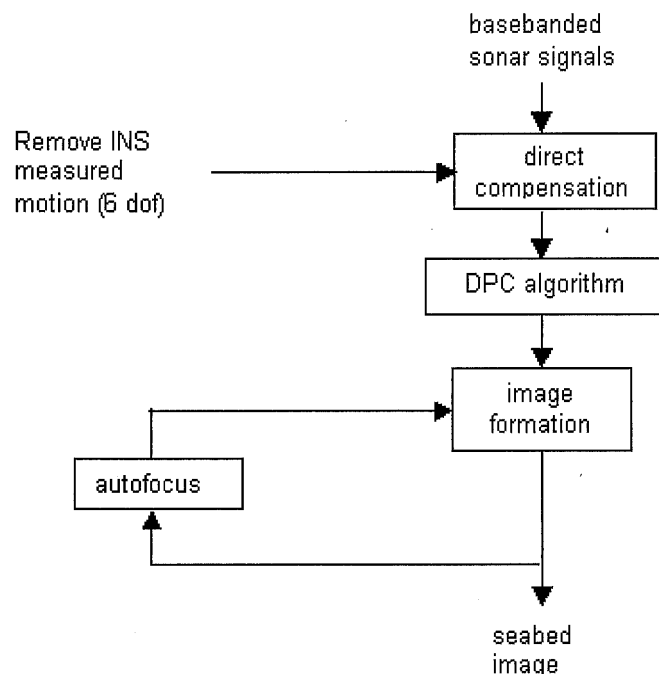 basebanded
sonar signals
Remove INS
measured
motion (6 dof)
direct
compensation
DPC algorithm
image
formation
autofocus
seabed
image